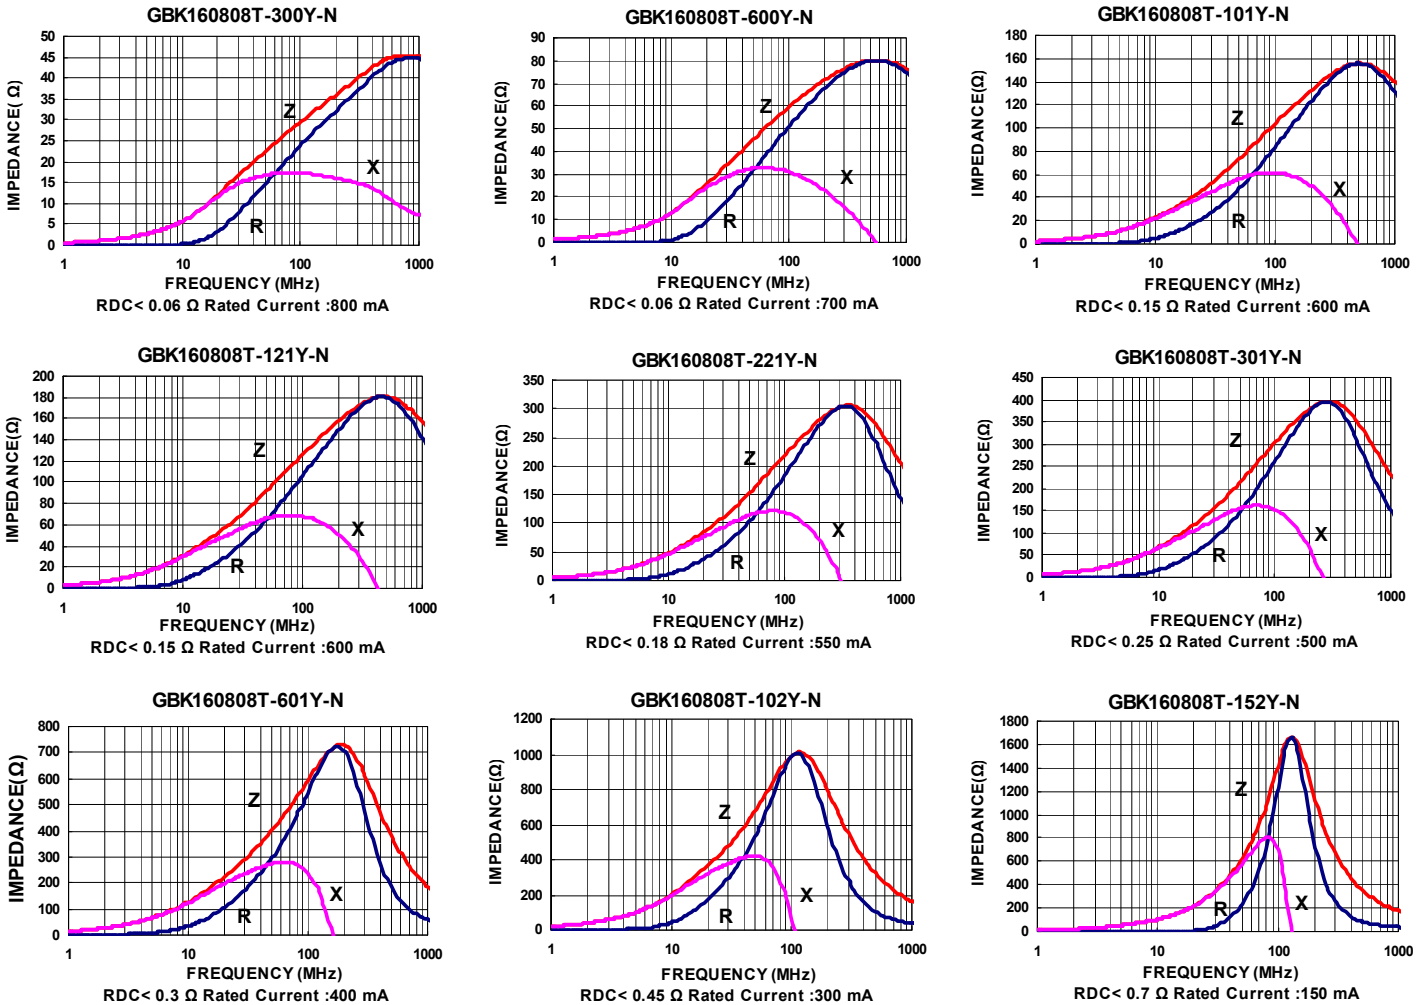 GBK160808T-300Y-N
IMPEDANCE(Ω)
50
45
40
35
30
25
20
15
10
5
0
Z
X
R
1 10 100 1000
FREQUENCY (MHz)
RDC< 0.06 Ω Rated Current :800 mA
GBK160808T-600Y-N
IMPEDANCE(Ω)
90
80
70
60
50
40
30
20
10
0
Z
X
R
1 10 100 1000
FREQUENCY (MHz)
RDC< 0.06 Ω Rated Current :700 mA
GBK160808T-101Y-N
IMPEDANCE(Ω)
180
160
140
120
100
80
60
40
20
0
Z
X
R
1 10 100 1000
FREQUENCY (MHz)
RDC< 0.15 Ω Rated Current :600 mA
GBK160808T-121Y-N
IMPEDANCE(Ω)
200
180
160
140
120
100
80
60
40
20
0
Z
X
R
1 10 100 1000
FREQUENCY (MHz)
RDC< 0.15 Ω Rated Current :600 mA
GBK160808T-221Y-N
IMPEDANCE(Ω)
350
300
250
200
150
100
50
0
Z
X
R
1 10 100 1000
FREQUENCY (MHz)
RDC< 0.18 Ω Rated Current :550 mA
GBK160808T-301Y-N
IMPEDANCE(Ω)
450
400
350
300
250
200
150
100
50
0
Z
X
R
1 10 100 1000
FREQUENCY (MHz)
RDC< 0.25 Ω Rated Current :500 mA
GBK160808T-601Y-N
IMPEDANCE(Ω)
800
700
600
500
400
300
200
100
0
Z
X
R
1 10 100 1000
FREQUENCY (MHz)
RDC< 0.3 Ω Rated Current :400 mA
GBK160808T-102Y-N
IMPEDANCE(Ω)
1200
1000
800
600
400
200
0
Z
X
R
1 10 100 1000
FREQUENCY (MHz)
RDC< 0.45 Ω Rated Current :300 mA
GBK160808T-152Y-N
IMPEDANCE(Ω)
1800
1600
1400
1200
1000
800
600
400
200
0
Z
R
X
1 10 100 1000
FREQUENCY (MHz)
RDC< 0.7 Ω Rated Current :150 mA